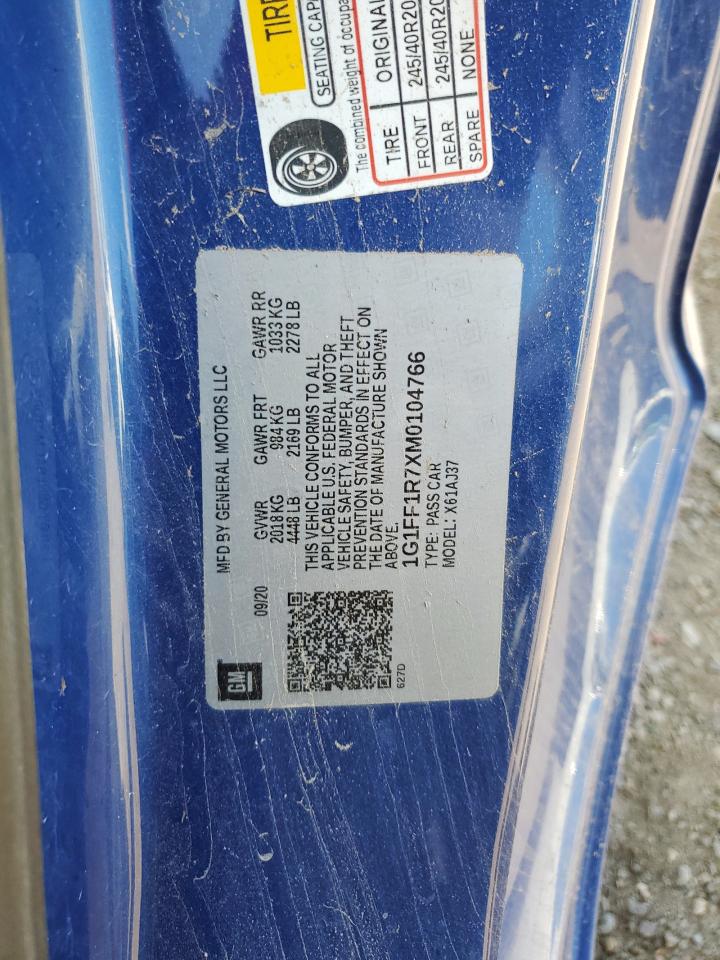 TIRE
SEATING CAP
The combined weight of occupa
TIRE ORIGINAL
FRONT 245/40R20
REAR 245/40R20
SPARE NONE
MFD BY GENERAL MOTORS LLC
GM
09/20 GVWR GAWR FRT GAWR RR
2018 KG 984 KG 1033 KG
4448 LB 2169 LB 2278 LB
THIS VEHICLE CONFORMS TO ALL
APPLICABLE U.S. FEDERAL MOTOR
VEHICLE SAFETY, BUMPER, AND THEFT
PREVENTION STANDARDS IN EFFECT ON
THE DATE OF MANUFACTURE SHOWN
ABOVE.
1G1FF1R7XM0104766
TYPE: PASS CAR
MODEL: X61AJ37
627D